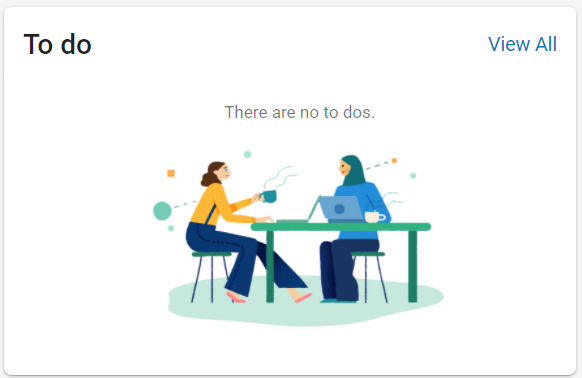 To do
View All
There are no to dos.